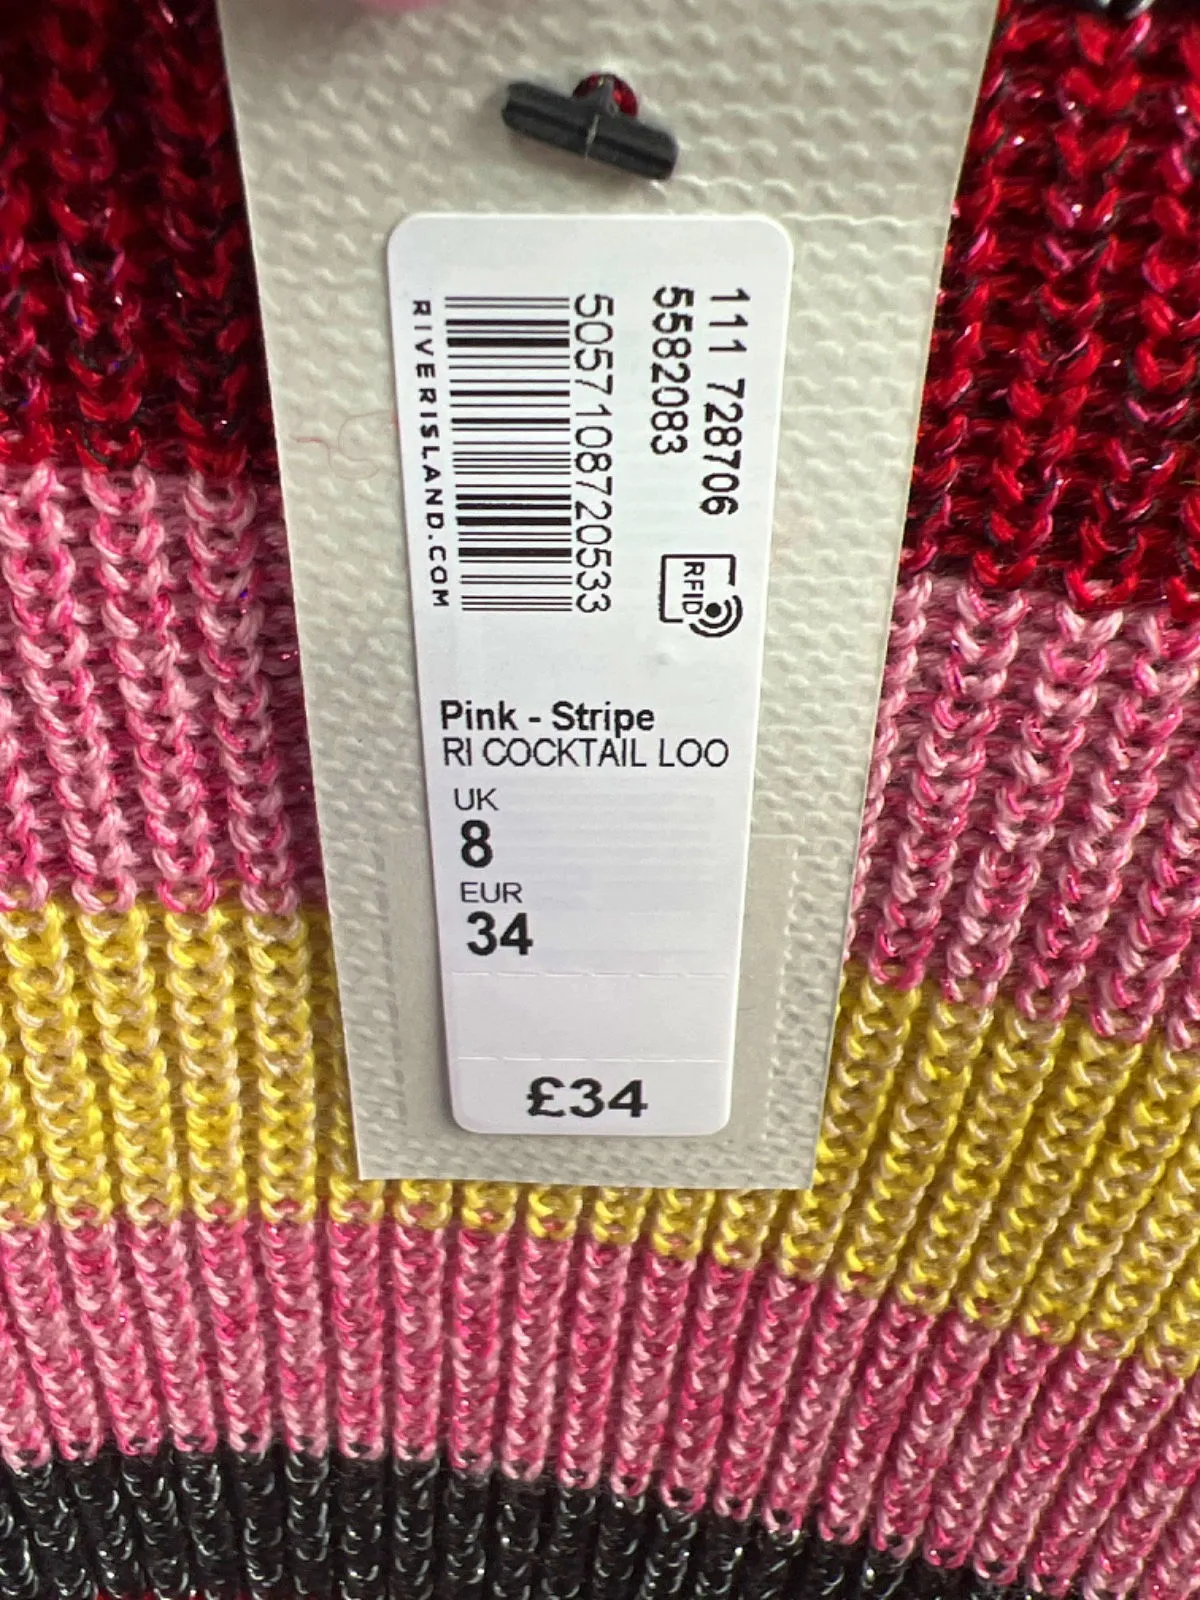 111 728706
5582083
5057108720533
RIVERISLAND.COM
RFID
Pink - Stripe
RI COCKTAIL LOO
UK
8
EUR
34
£34